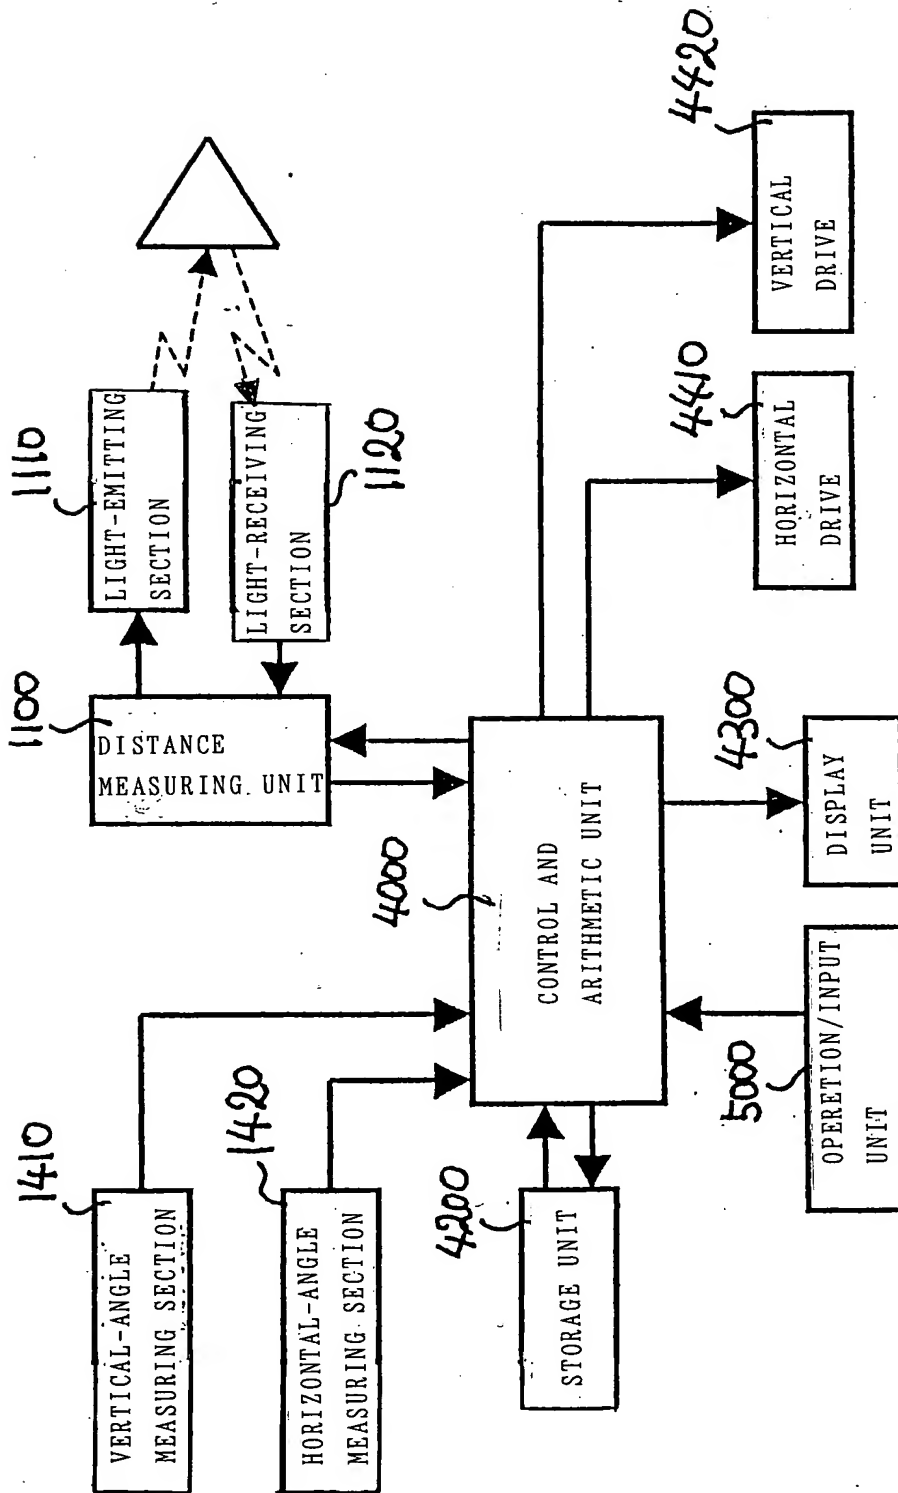 1410
VERTICAL-ANGLE
MEASURING SECTION
1420
HORIZONTAL-ANGLE
MEASURING SECTION
4200
STORAGE UNIT
1100
DISTANCE
MEASURING UNIT
1110
LIGHT-EMITTING
SECTION
LIGHT-RECEIVING
SECTION
1120
4000
CONTROL AND
ARITHMETIC UNIT
5000
OPERETION/INPUT
UNIT
4300
DISPLAY
UNIT
4410
HORIZONTAL
DRIVE
4420
VERTICAL
DRIVE